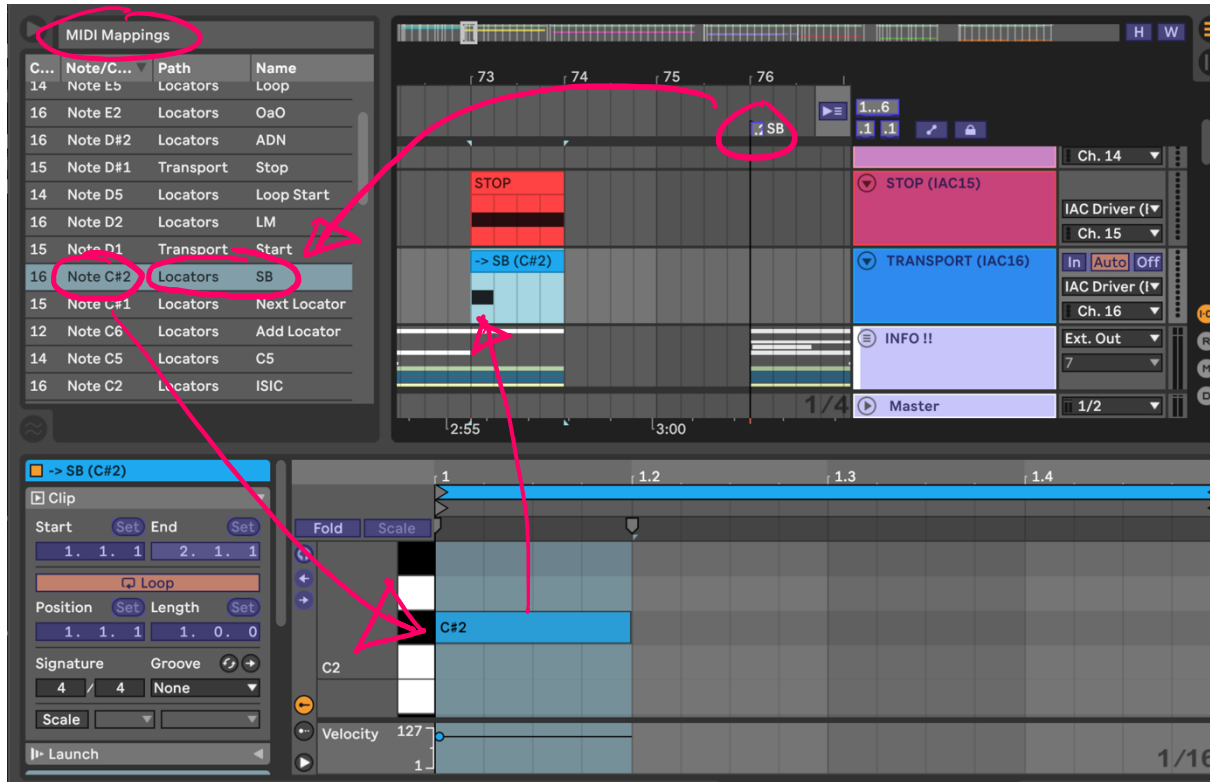 MIDI Mappings
C... Note/C... Path Name
14 Note E5 Locators Loop
16 Note E2 Locators OaO
16 Note D#2 Locators ADN
15 Note D#1 Transport Stop
14 Note D5 Locators Loop Start
16 Note D2 Locators LM
15 Note D1 Transport Start
16 Note C#2 Locators SB
15 Note C#1 Locators Next Locator
12 Note C6 Locators Add Locator
14 Note C5 Locators C5
16 Note C2 Locators ISIC
H W
73 74 75 76
SB
1...6
.1 .1
Ch. 14
STOP
STOP (IAC15)
IAC Driver (I
Ch. 15
-> SB (C#2)
TRANSPORT (IAC16)
In Auto Off
IAC Driver (I
Ch. 16
INFO !!
Ext. Out
7
1/4
Master
1/2
2:55 3:00
R
M
D
-> SB (C#2)
Clip
Start Set End Set
1. 1. 1 2. 1. 1
Loop
Position Set Length Set
1. 1. 1 1. 0. 0
Signature Groove
4 / 4 None
Scale
Launch
1 1.2 1.3 1.4
Fold Scale
C#2
C2
Velocity 127
1
1/16